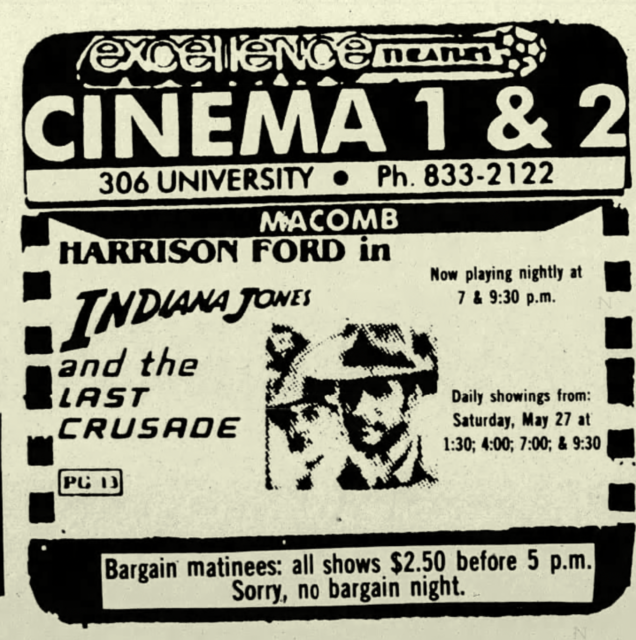 excellence THEATRES
CINEMA 1 & 2
306 UNIVERSITY • Ph. 833-2122
MACOMB
HARRISON FORD in
INDIANA JONES
and the
LAST
CRUSADE
PG 13
Now playing nightly at
7 & 9:30 p.m.
Daily showings from:
Saturday, May 27 at
1:30; 4:00; 7:00; & 9:30
Bargain matinees: all shows $2.50 before 5 p.m.
Sorry, no bargain night.